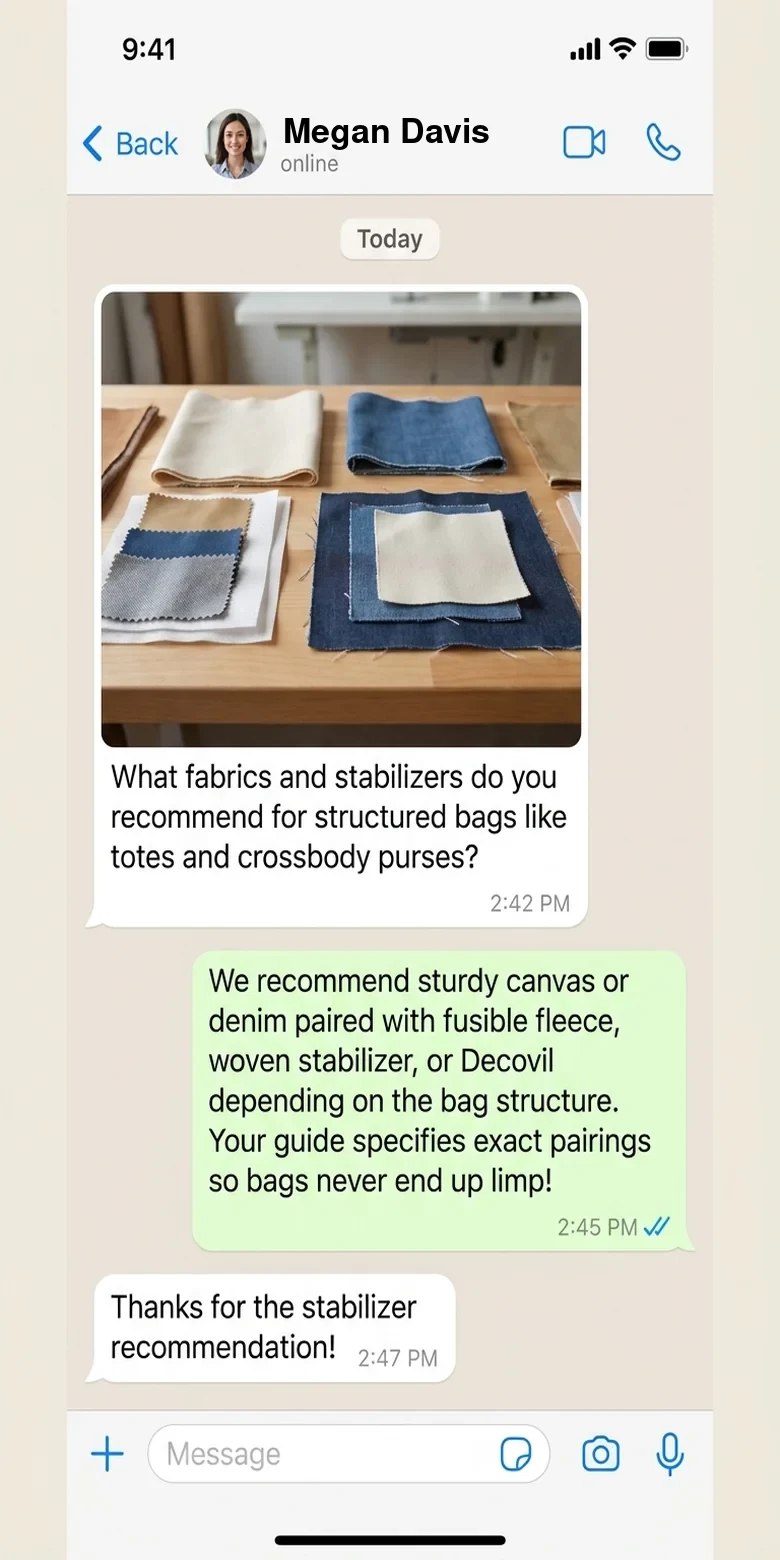 9:41
Back
Megan Davis
online
Today
What fabrics and stabilizers do you
recommend for structured bags like
totes and crossbody purses?
2:42 PM
We recommend sturdy canvas or
denim paired with fusible fleece,
woven stabilizer, or Decovil
depending on the bag structure.
Your guide specifies exact pairings
so bags never end up limp!
2:45 PM
Thanks for the stabilizer
recommendation! 2:47 PM
Message